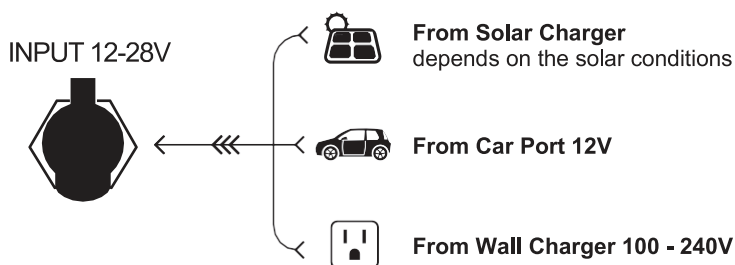 INPUT 12-28V
From Solar Charger
depends on the solar conditions
From Car Port 12V
From Wall Charger 100 - 240V